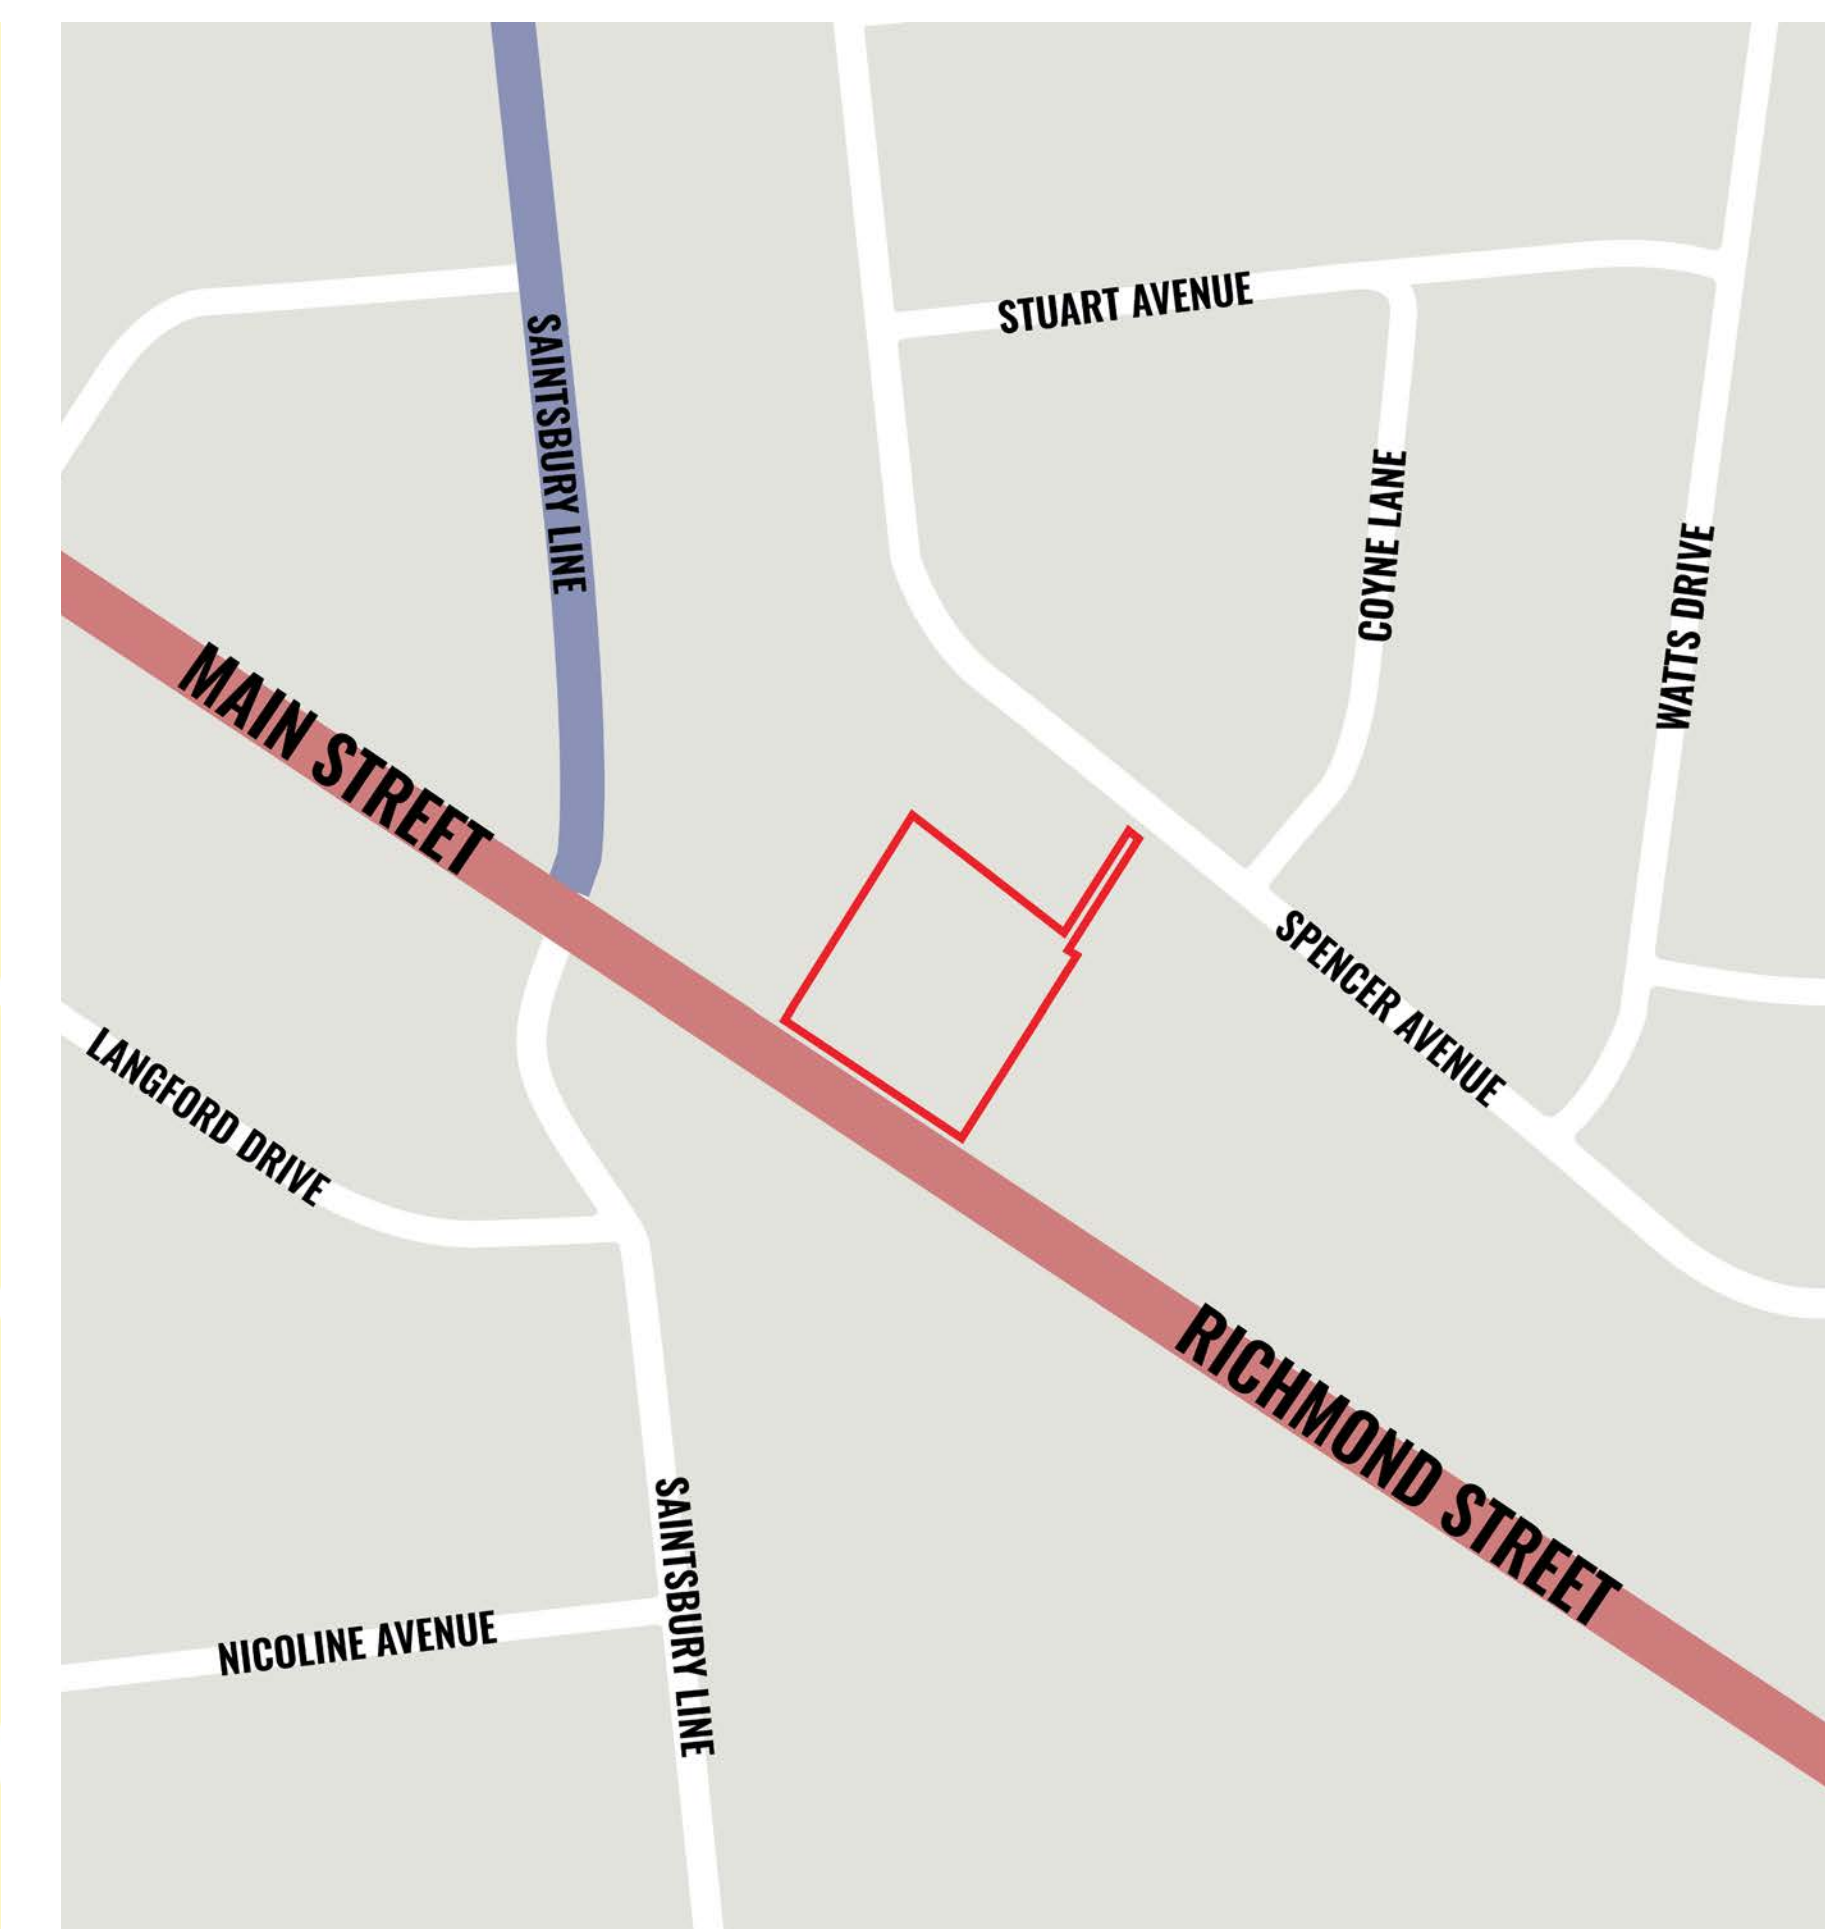 STUART AVENUE
SAINTSBURY LINE
COYNE LANE
WATTS DRIVE
MAIN STREET
SPENCER AVENUE
LANGFORD DRIVE
RICHMOND STREET
SAINTSBURY LINE
NICOLINE AVENUE